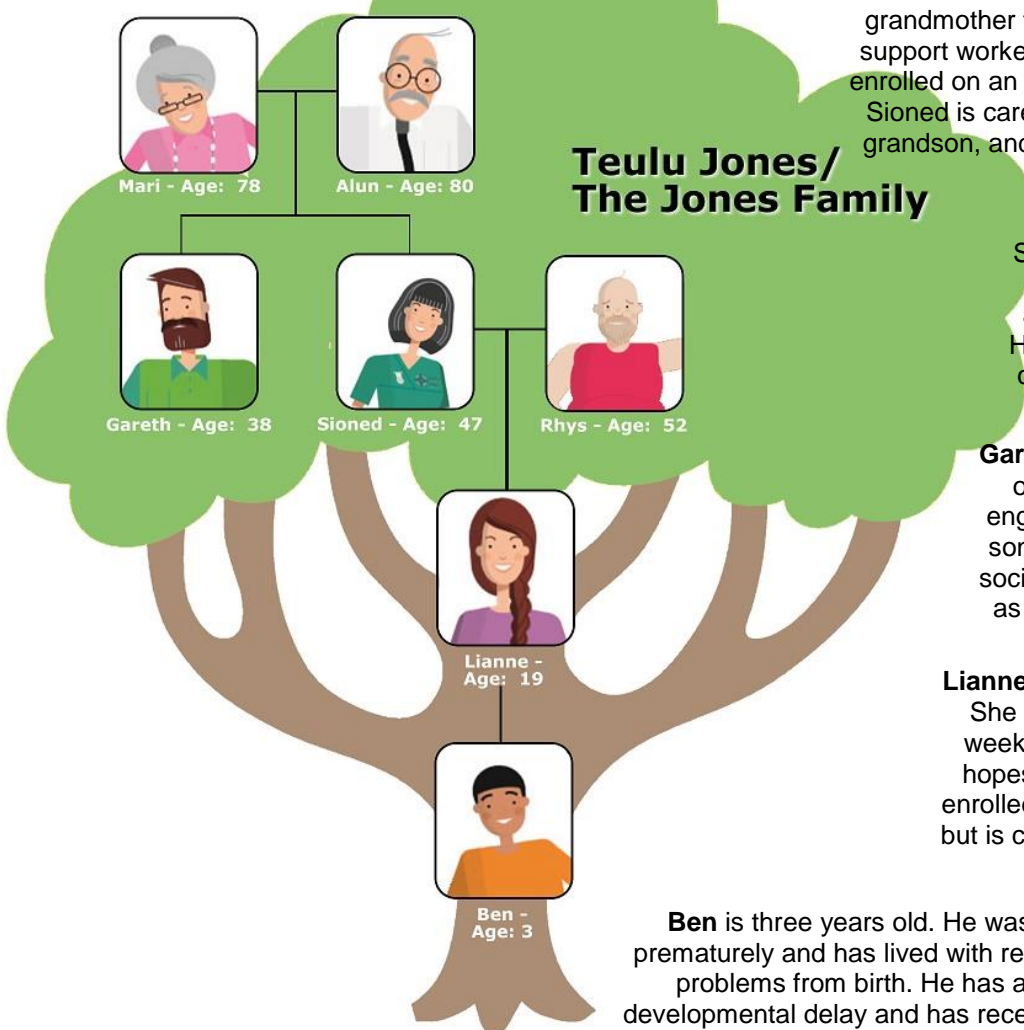 grandmother
support worke
enrolled on an
Sioned is care
grandson, and
Teulu Jones/
The Jones Family
Mari - Age: 78
Alun - Age: 80
S
H
Gareth - Age: 38
Sioned - Age: 47
Rhys - Age: 52
Gar
o
eng
son
soci
as
Lianne -
Age: 19
Lianne
She
week
hopes
enrolled
but is c
Ben -
Age: 3
Ben is three years old. He was
prematurely and has lived with re
problems from birth. He has a
developmental delay and has rece